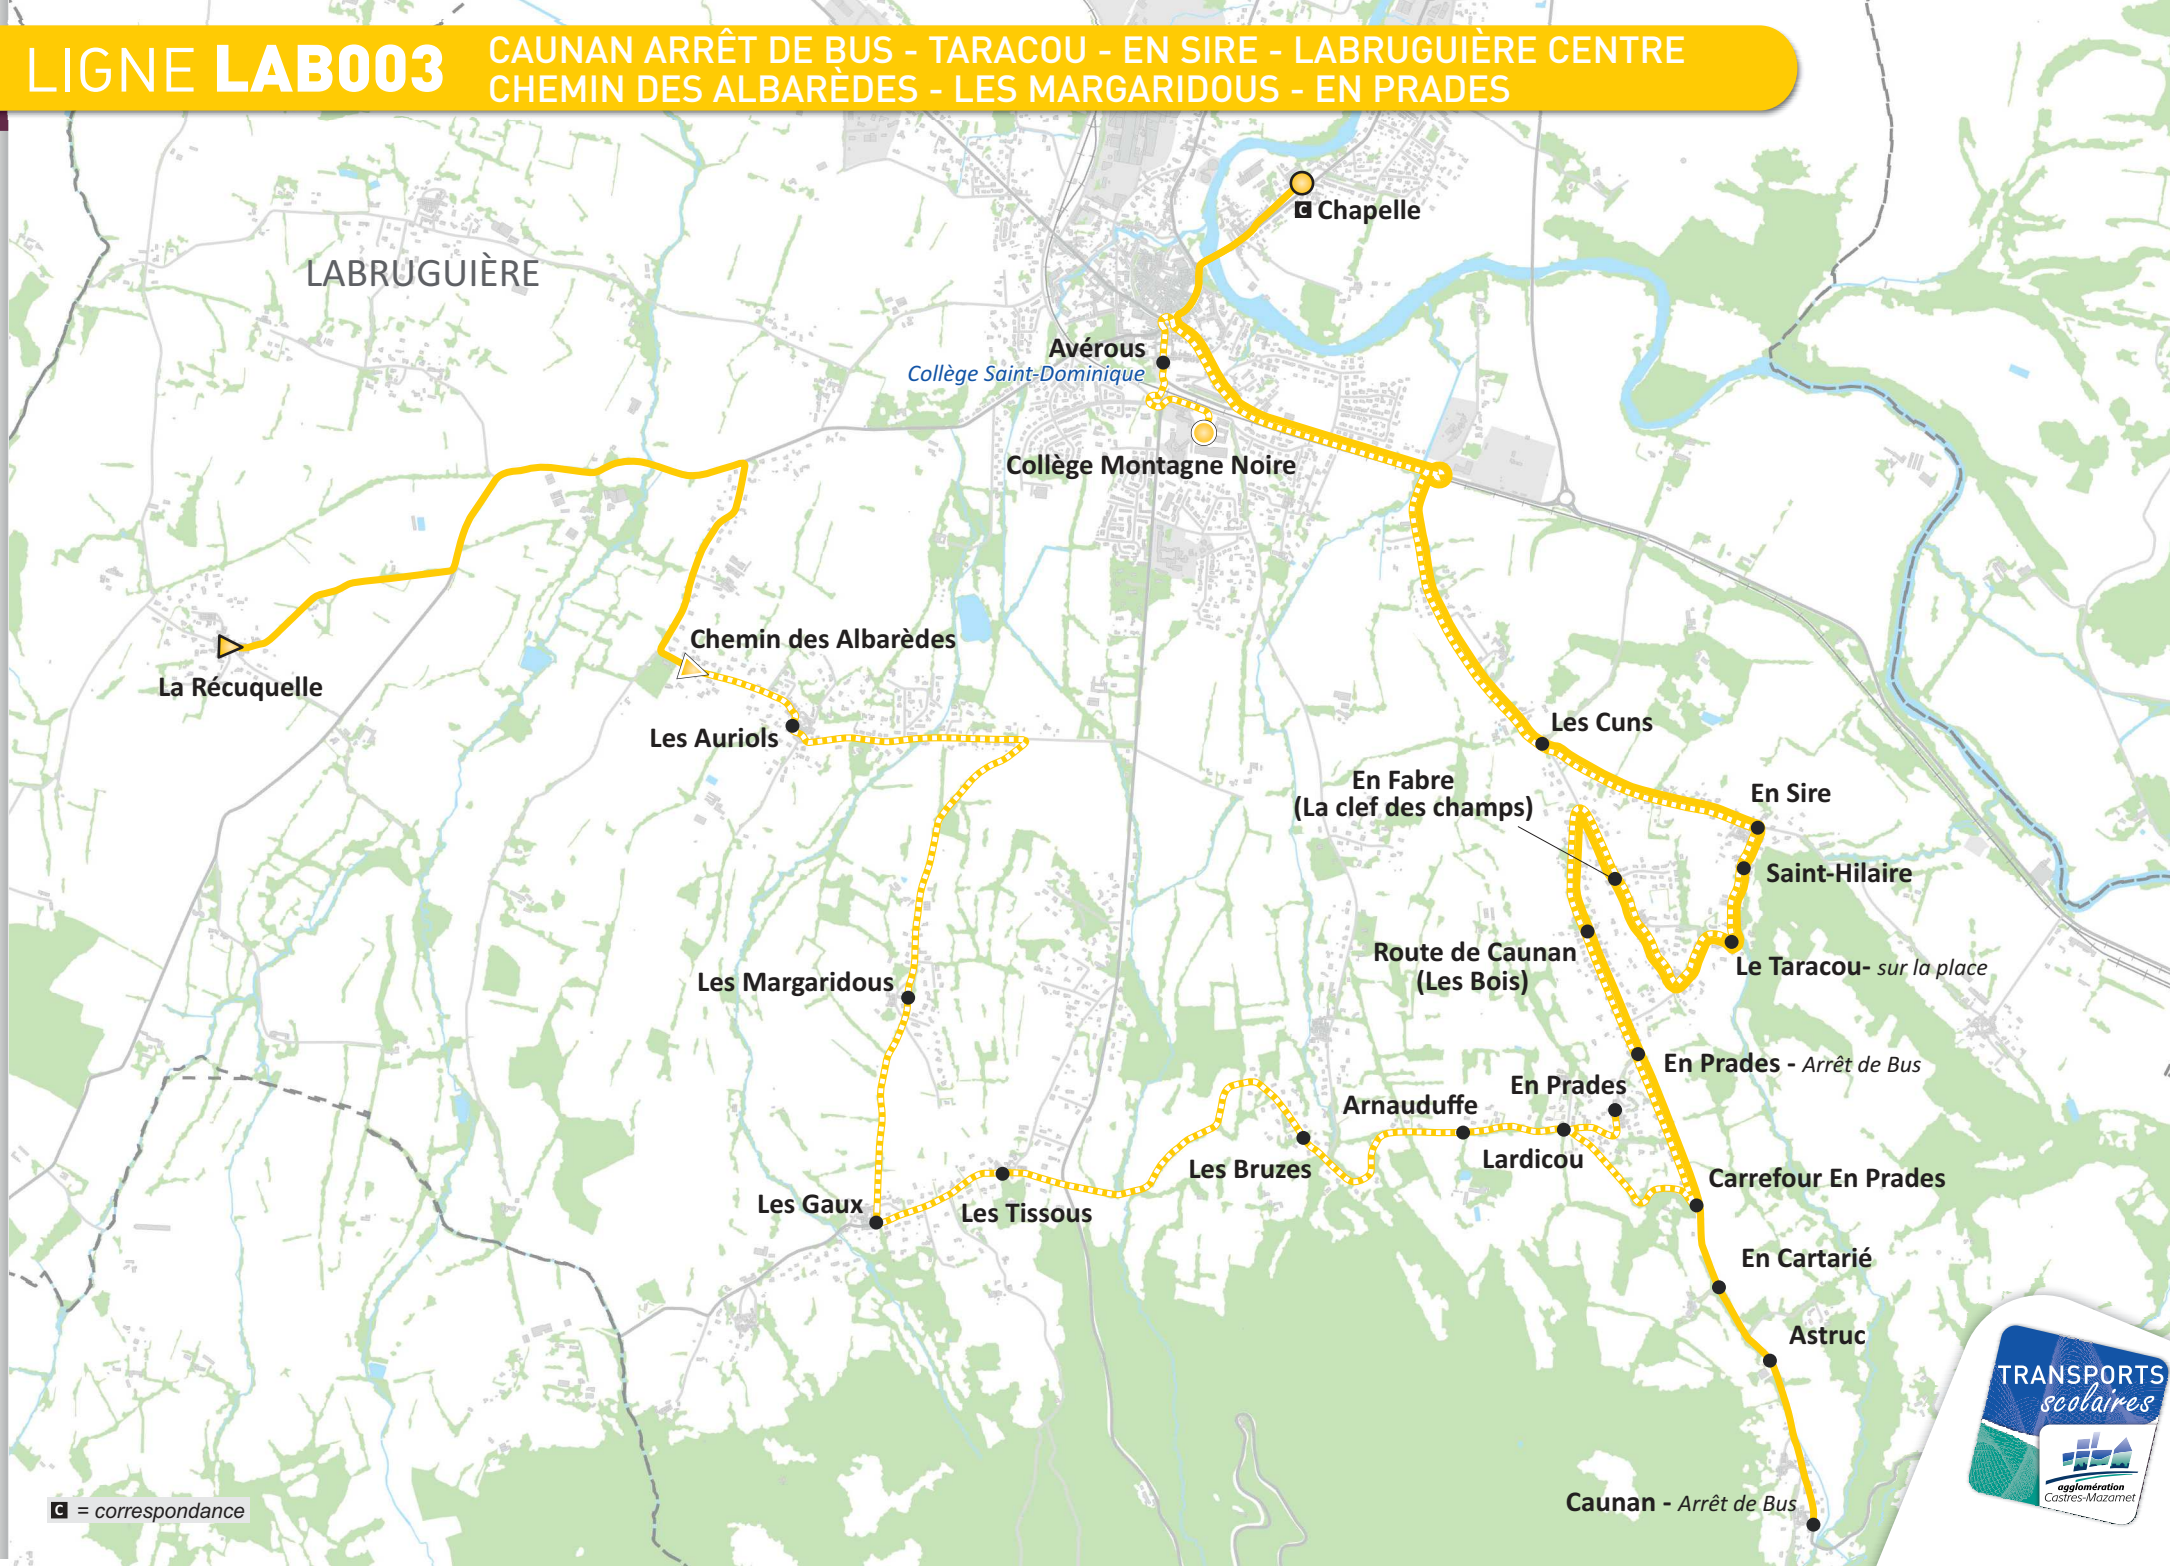 LIGNE LAB003
CAUNAN ARRÊT DE BUS - TARACOU - EN SIRE - LABRUGUIÈRE CENTRE
CHEMIN DES ALBARÈDES - LES MARGARIDOUS - EN PRADES
C Chapelle
LABRUGUIÈRE
Avérous
Collège Saint-Dominique
Collège Montagne Noire
Chemin des Albarèdes
La Récuquelle
Les Auriols
Les Cuns
En Fabre
(La clef des champs)
En Sire
Saint-Hilaire
Route de Caunan
(Les Bois)
Le Taracou- sur la place
Les Margaridous
En Prades - Arrêt de Bus
En Prades
Arnauduffe
Lardicou
Les Bruzes
Carrefour En Prades
Les Gaux
Les Tissous
En Cartarié
Astruc
Caunan - Arrêt de Bus
C = correspondance
TRANSPORTS
scolaires
agglomération
Castres-Mazamet